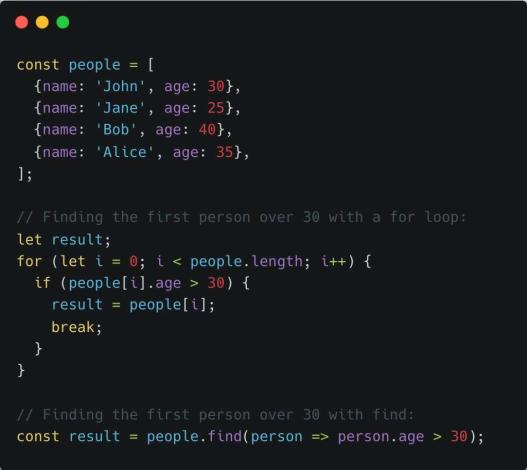 const people = [
  {name: 'John', age: 30},
  {name: 'Jane', age: 25},
  {name: 'Bob', age: 40},
  {name: 'Alice', age: 35},
];
// Finding the first person over 30 with a for loop:
let result;
for (let i = 0; i < people.length; i++) {
  if (people[i].age > 30) {
    result = people[i];
    break;
  }
}
// Finding the first person over 30 with find:
const result = people.find(person => person.age > 30);